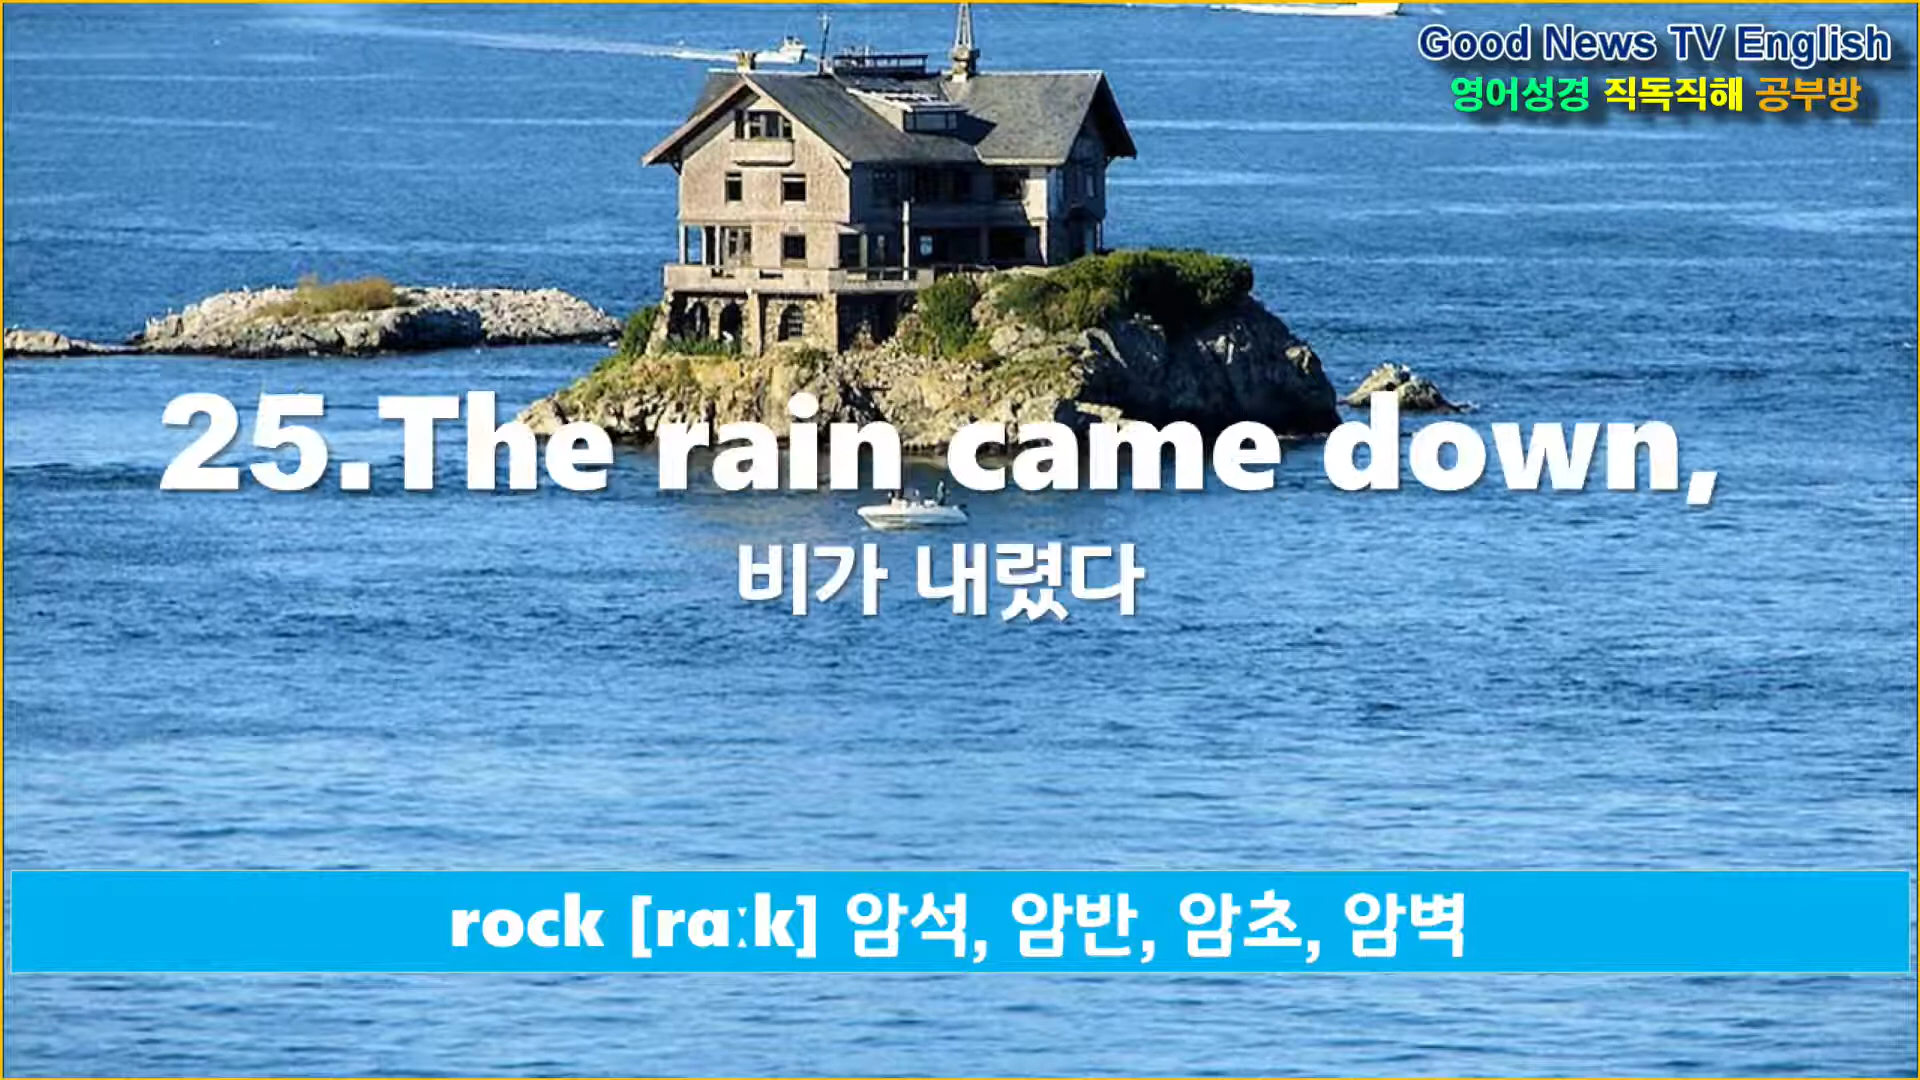 Good News TV English
영어성경 직독직해 공부방
25.The rain came down,
비가 내렸다
rock [rɑːk] 암석, 암반, 암초, 암벽